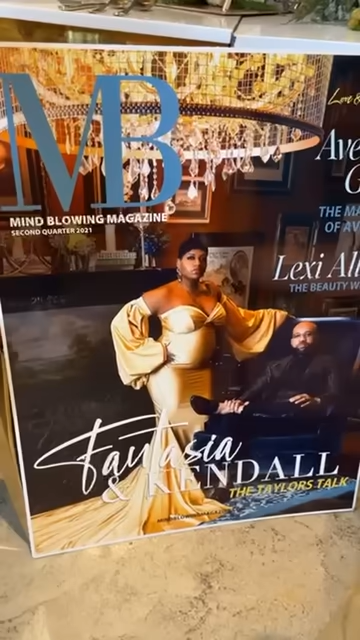 MB
MIND BLOWING MAGAZINE
SECOND QUARTER 2021
Ave
THE MA
OF AV
Lexi All
THE BEAUTY W
Fantasia
& KENDALL
THE TAYLORS TALK